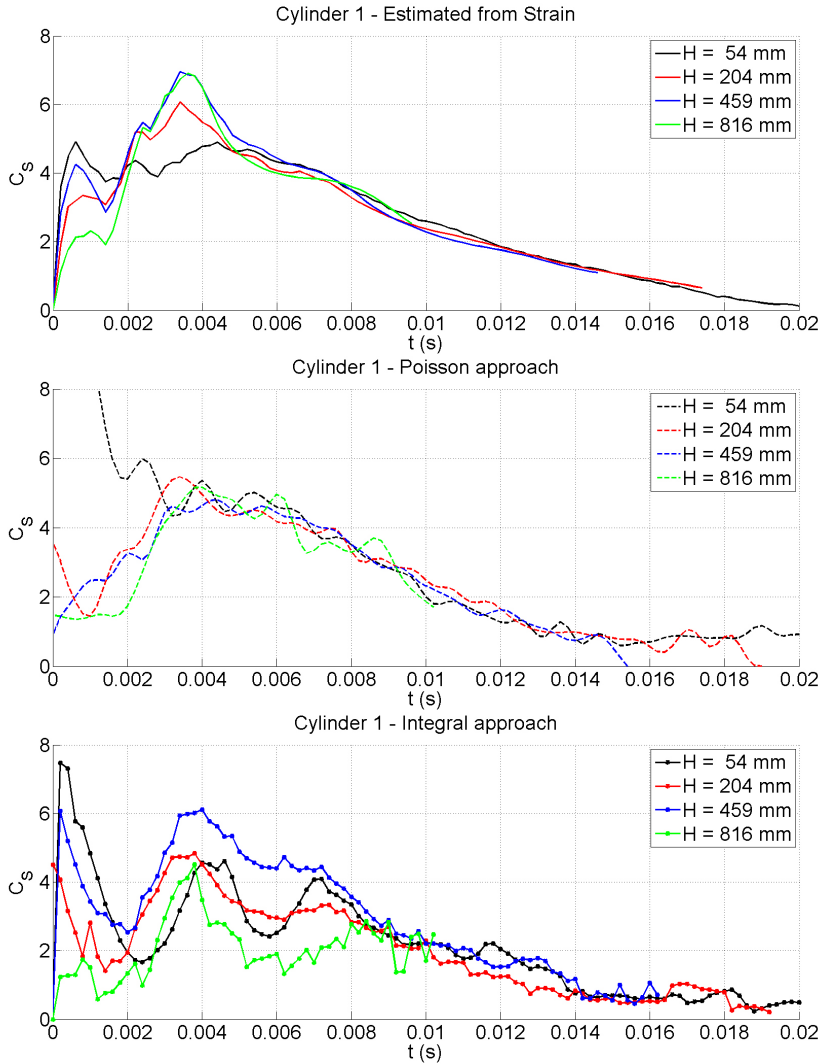 Cylinder 1 - Estimated from Strain
8
H =   54 mm
H = 204 mm
H = 459 mm
H = 816 mm
6
4
2
0
C_S
0 0.002 0.004 0.006 0.008 0.01 0.012 0.014 0.016 0.018 0.02
t (s)
Cylinder 1 - Poisson approach
8
H =   54 mm
H = 204 mm
H = 459 mm
H = 816 mm
6
4
2
0
C_S
0 0.002 0.004 0.006 0.008 0.01 0.012 0.014 0.016 0.018 0.02
t (s)
Cylinder 1 - Integral approach
8
H =   54 mm
H = 204 mm
H = 459 mm
H = 816 mm
6
4
2
0
C_S
0 0.002 0.004 0.006 0.008 0.01 0.012 0.014 0.016 0.018 0.02
t (s)